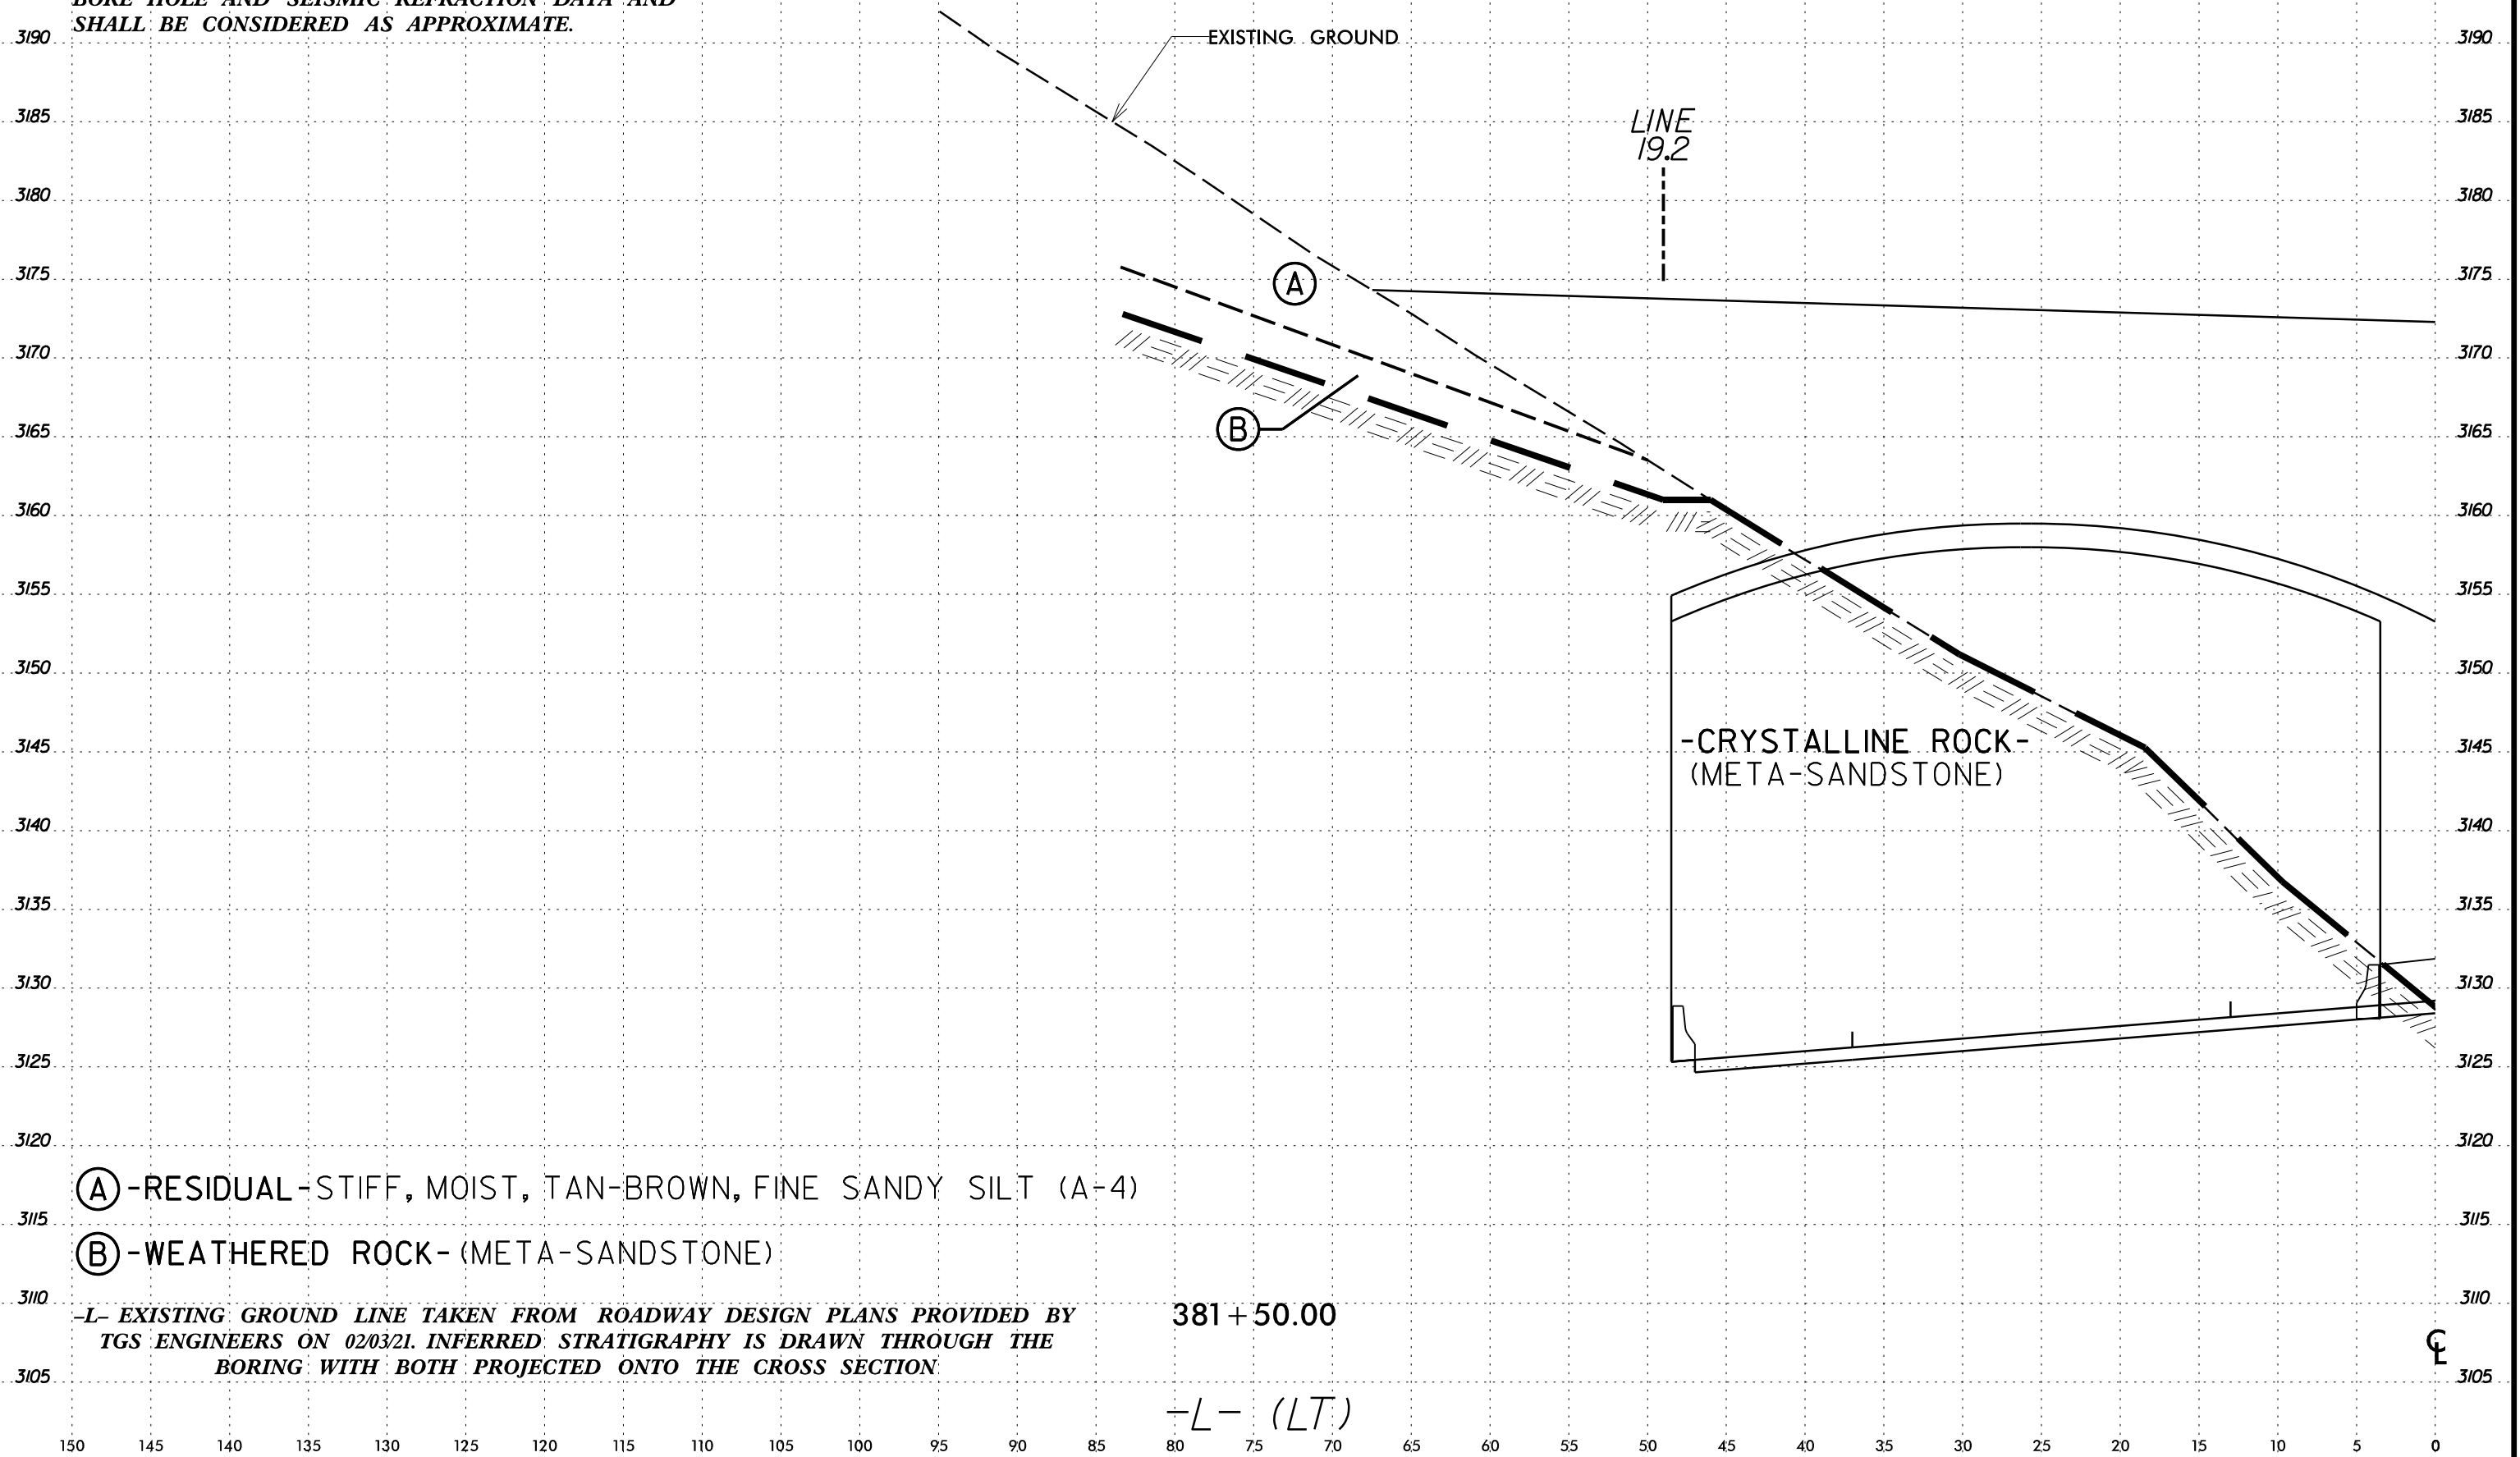 BORE HOLE AND SEISMIC REFRACTION DATA AND
SHALL BE CONSIDERED AS APPROXIMATE.
EXISTING GROUND
LINE
19.2
3190 3190
3185 3185
3180 3180
3175 3175
3170 3170
3165 3165
3160 3160
3155 3155
3150 3150
3145 3145
3140 3140
3135 3135
3130 3130
3125 3125
3120 3120
3115 3115
3110 3110
3105 3105
A
B
-CRYSTALLINE ROCK-
(META-SANDSTONE)
A -RESIDUAL-STIFF, MOIST, TAN-BROWN, FINE SANDY SILT (A-4)
B -WEATHERED ROCK-(META-SANDSTONE)
-L- EXISTING GROUND LINE TAKEN FROM ROADWAY DESIGN PLANS PROVIDED BY
TGS ENGINEERS ON 02/03/21. INFERRED STRATIGRAPHY IS DRAWN THROUGH THE
BORING WITH BOTH PROJECTED ONTO THE CROSS SECTION
381+50.00
℄
-L- (LT)
150 145 140 135 130 125 120 115 110 105 100 95 90 85 80 75 70 65 60 55 50 45 40 35 30 25 20 15 10 5 0